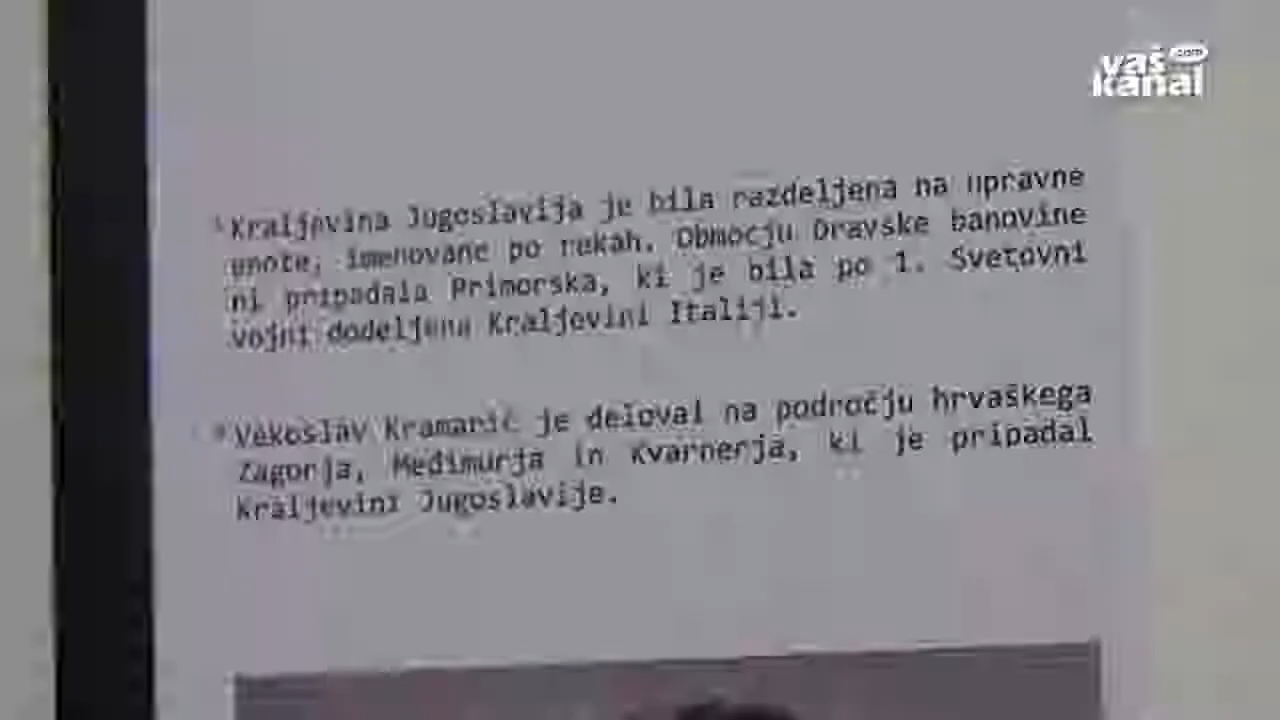 vaš
kanal
.com
Kraljevina Jugoslavija je bila razdeljena na upravne
enote, imenovane po rekah. Območju Dravske banovine
ni pripadala Primorska, ki je bila po 1. Svetovni
vojni dodeljena Kraljevini Italiji.
Vekoslav Kramarić je deloval na področju hrvaškega
Zagorja, Međimurja in Kvarnerja, ki je pripadal
Kraljevini Jugoslavije.